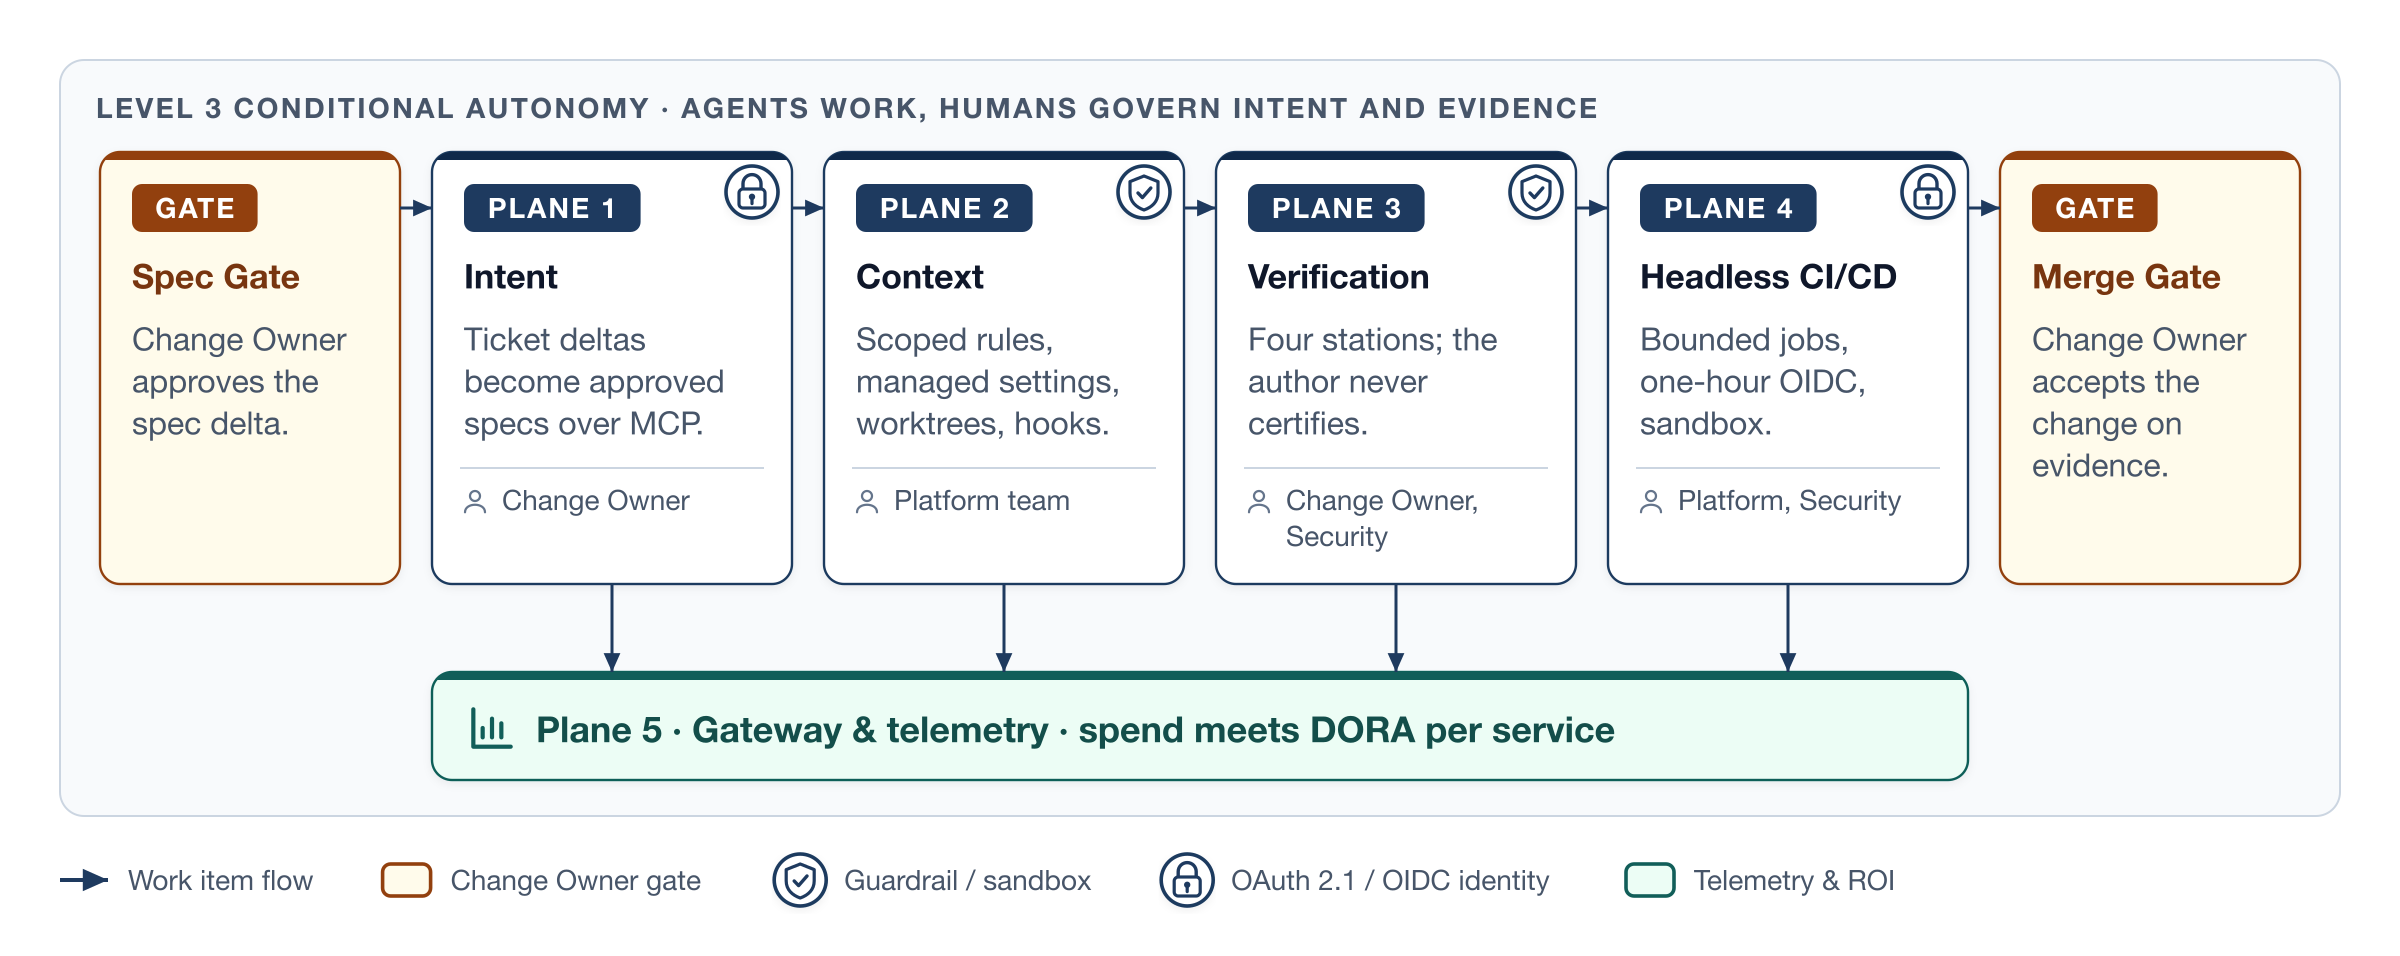 LEVEL 3 CONDITIONAL AUTONOMY · AGENTS WORK, HUMANS GOVERN INTENT AND EVIDENCE
GATE
Spec Gate
Change Owner
approves the
spec delta.
PLANE 1
Intent
Ticket deltas
become approved
specs over MCP.
Change Owner
PLANE 2
Context
Scoped rules,
managed settings,
worktrees, hooks.
Platform team
PLANE 3
Verification
Four stations; the
author never
certifies.
Change Owner,
Security
PLANE 4
Headless CI/CD
Bounded jobs,
one-hour OIDC,
sandbox.
Platform, Security
GATE
Merge Gate
Change Owner
accepts the
change on
evidence.
Plane 5 · Gateway & telemetry · spend meets DORA per service
Work item flow
Change Owner gate
Guardrail / sandbox
OAuth 2.1 / OIDC identity
Telemetry & ROI